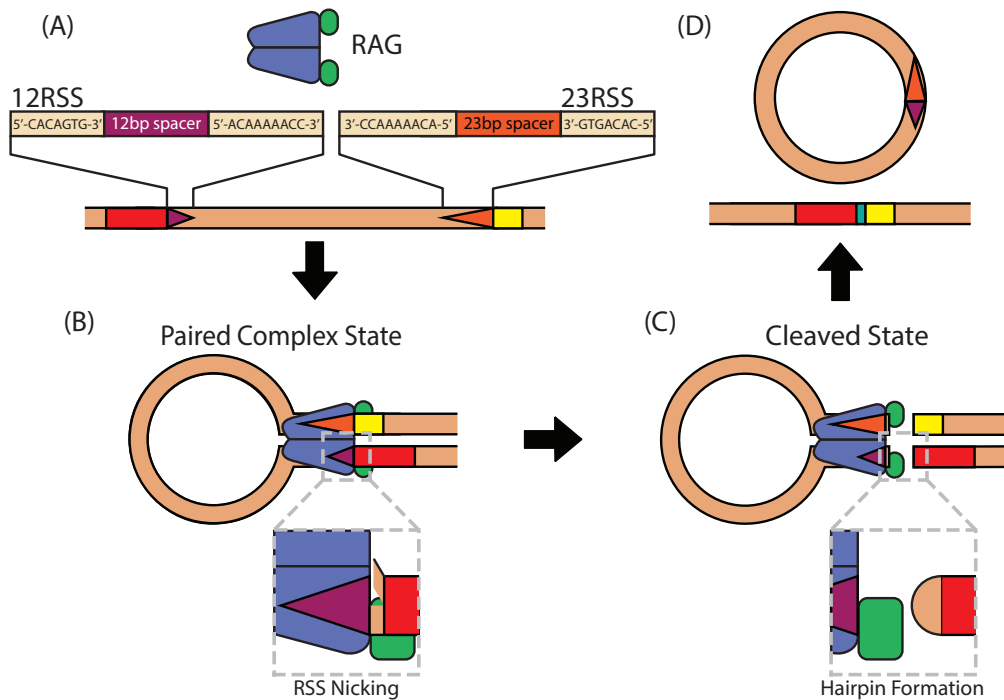 (A)
RAG
(D)
12RSS
23RSS
5'-CACAGTG-3'
12bp spacer
5'-ACAAAAACC-3'
3'-CCAAAAACA-5'
23bp spacer
3'-GTGACAC-5'
(B)
Paired Complex State
(C)
Cleaved State
RSS Nicking
Hairpin Formation